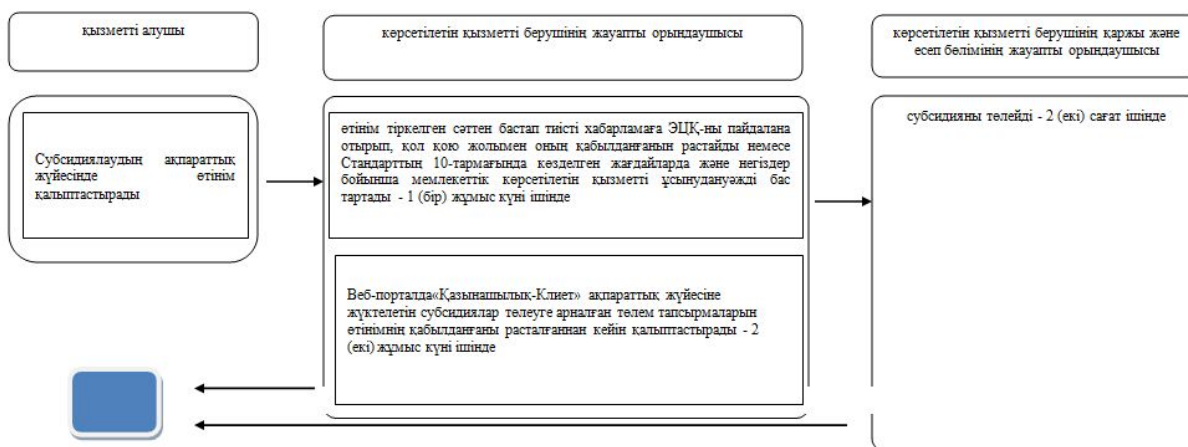 қызметті алушы
көрсетілетін қызметті берушінің жауапты орындаушысы
көрсетілетін қызметті берушінің қаржы және
есеп бөлімінің жауапты орындаушысы
Субсидиялаудың ақпараттық
жүйесінде өтінім
қалыптастырады
өтінім тіркелген сәттен бастап тиісті хабарламаға ЭЦҚ-ны пайдалана
отырып, қол қою жолымен оның қабылданғанын растайды немесе
Стандарттың 10-тармағында көзделген жағдайларда және негіздер
бойынша мемлекеттік көрсетілетін қызметті ұсынудануәжді бас
тартады - 1 (бір) жұмыс күні ішінде
Веб-порталда«Қазынашылық-Клиет» ақпараттық жүйесіне
жүктелетін субсидиялар төлеуге арналған төлем тапсырмаларын
өтінімнің қабылданғаны расталғаннан кейін қалыптастырады - 2
(екі) жұмыс күні ішінде
субсидияны төлейді - 2 (екі) сағат ішінде